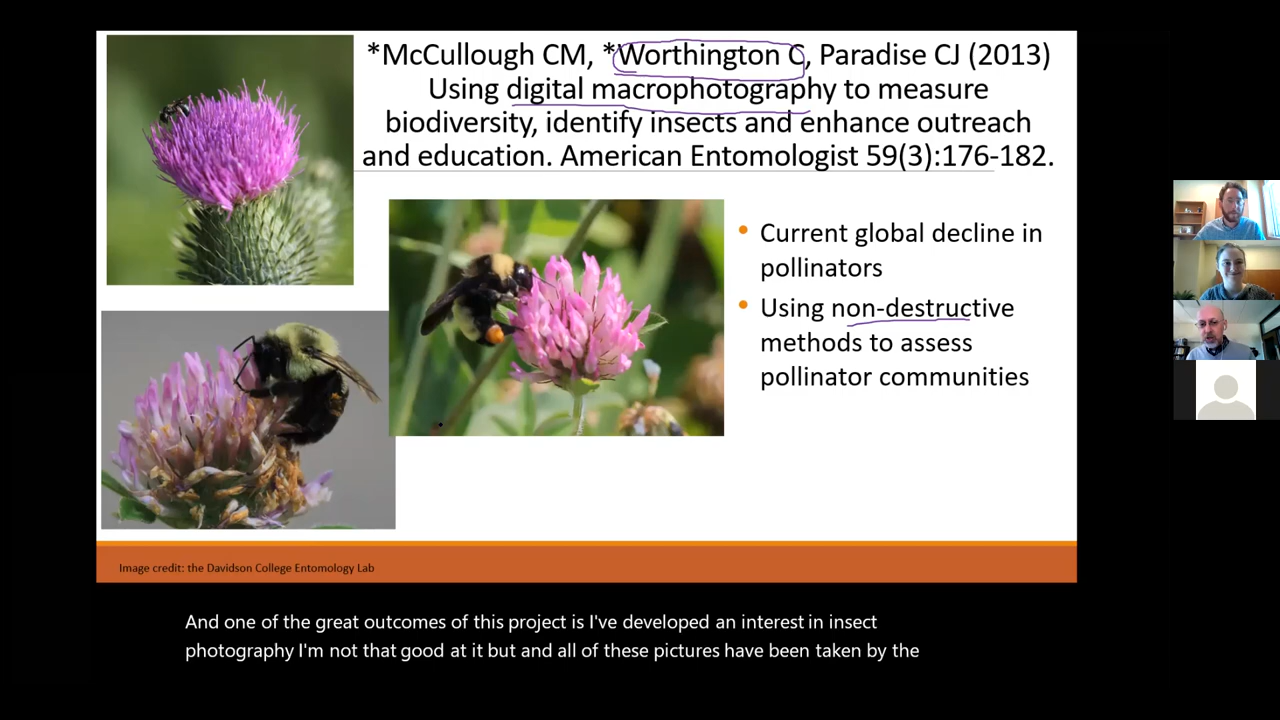 *McCullough CM, *Worthington C, Paradise CJ (2013)
Using digital macrophotography to measure
biodiversity, identify insects and enhance outreach
and education. American Entomologist 59(3):176-182.
• Current global decline in
pollinators
• Using non-destructive
methods to assess
pollinator communities
Image credit: the Davidson College Entomology Lab
And one of the great outcomes of this project is I've developed an interest in insect
photography I'm not that good at it but and all of these pictures have been taken by the